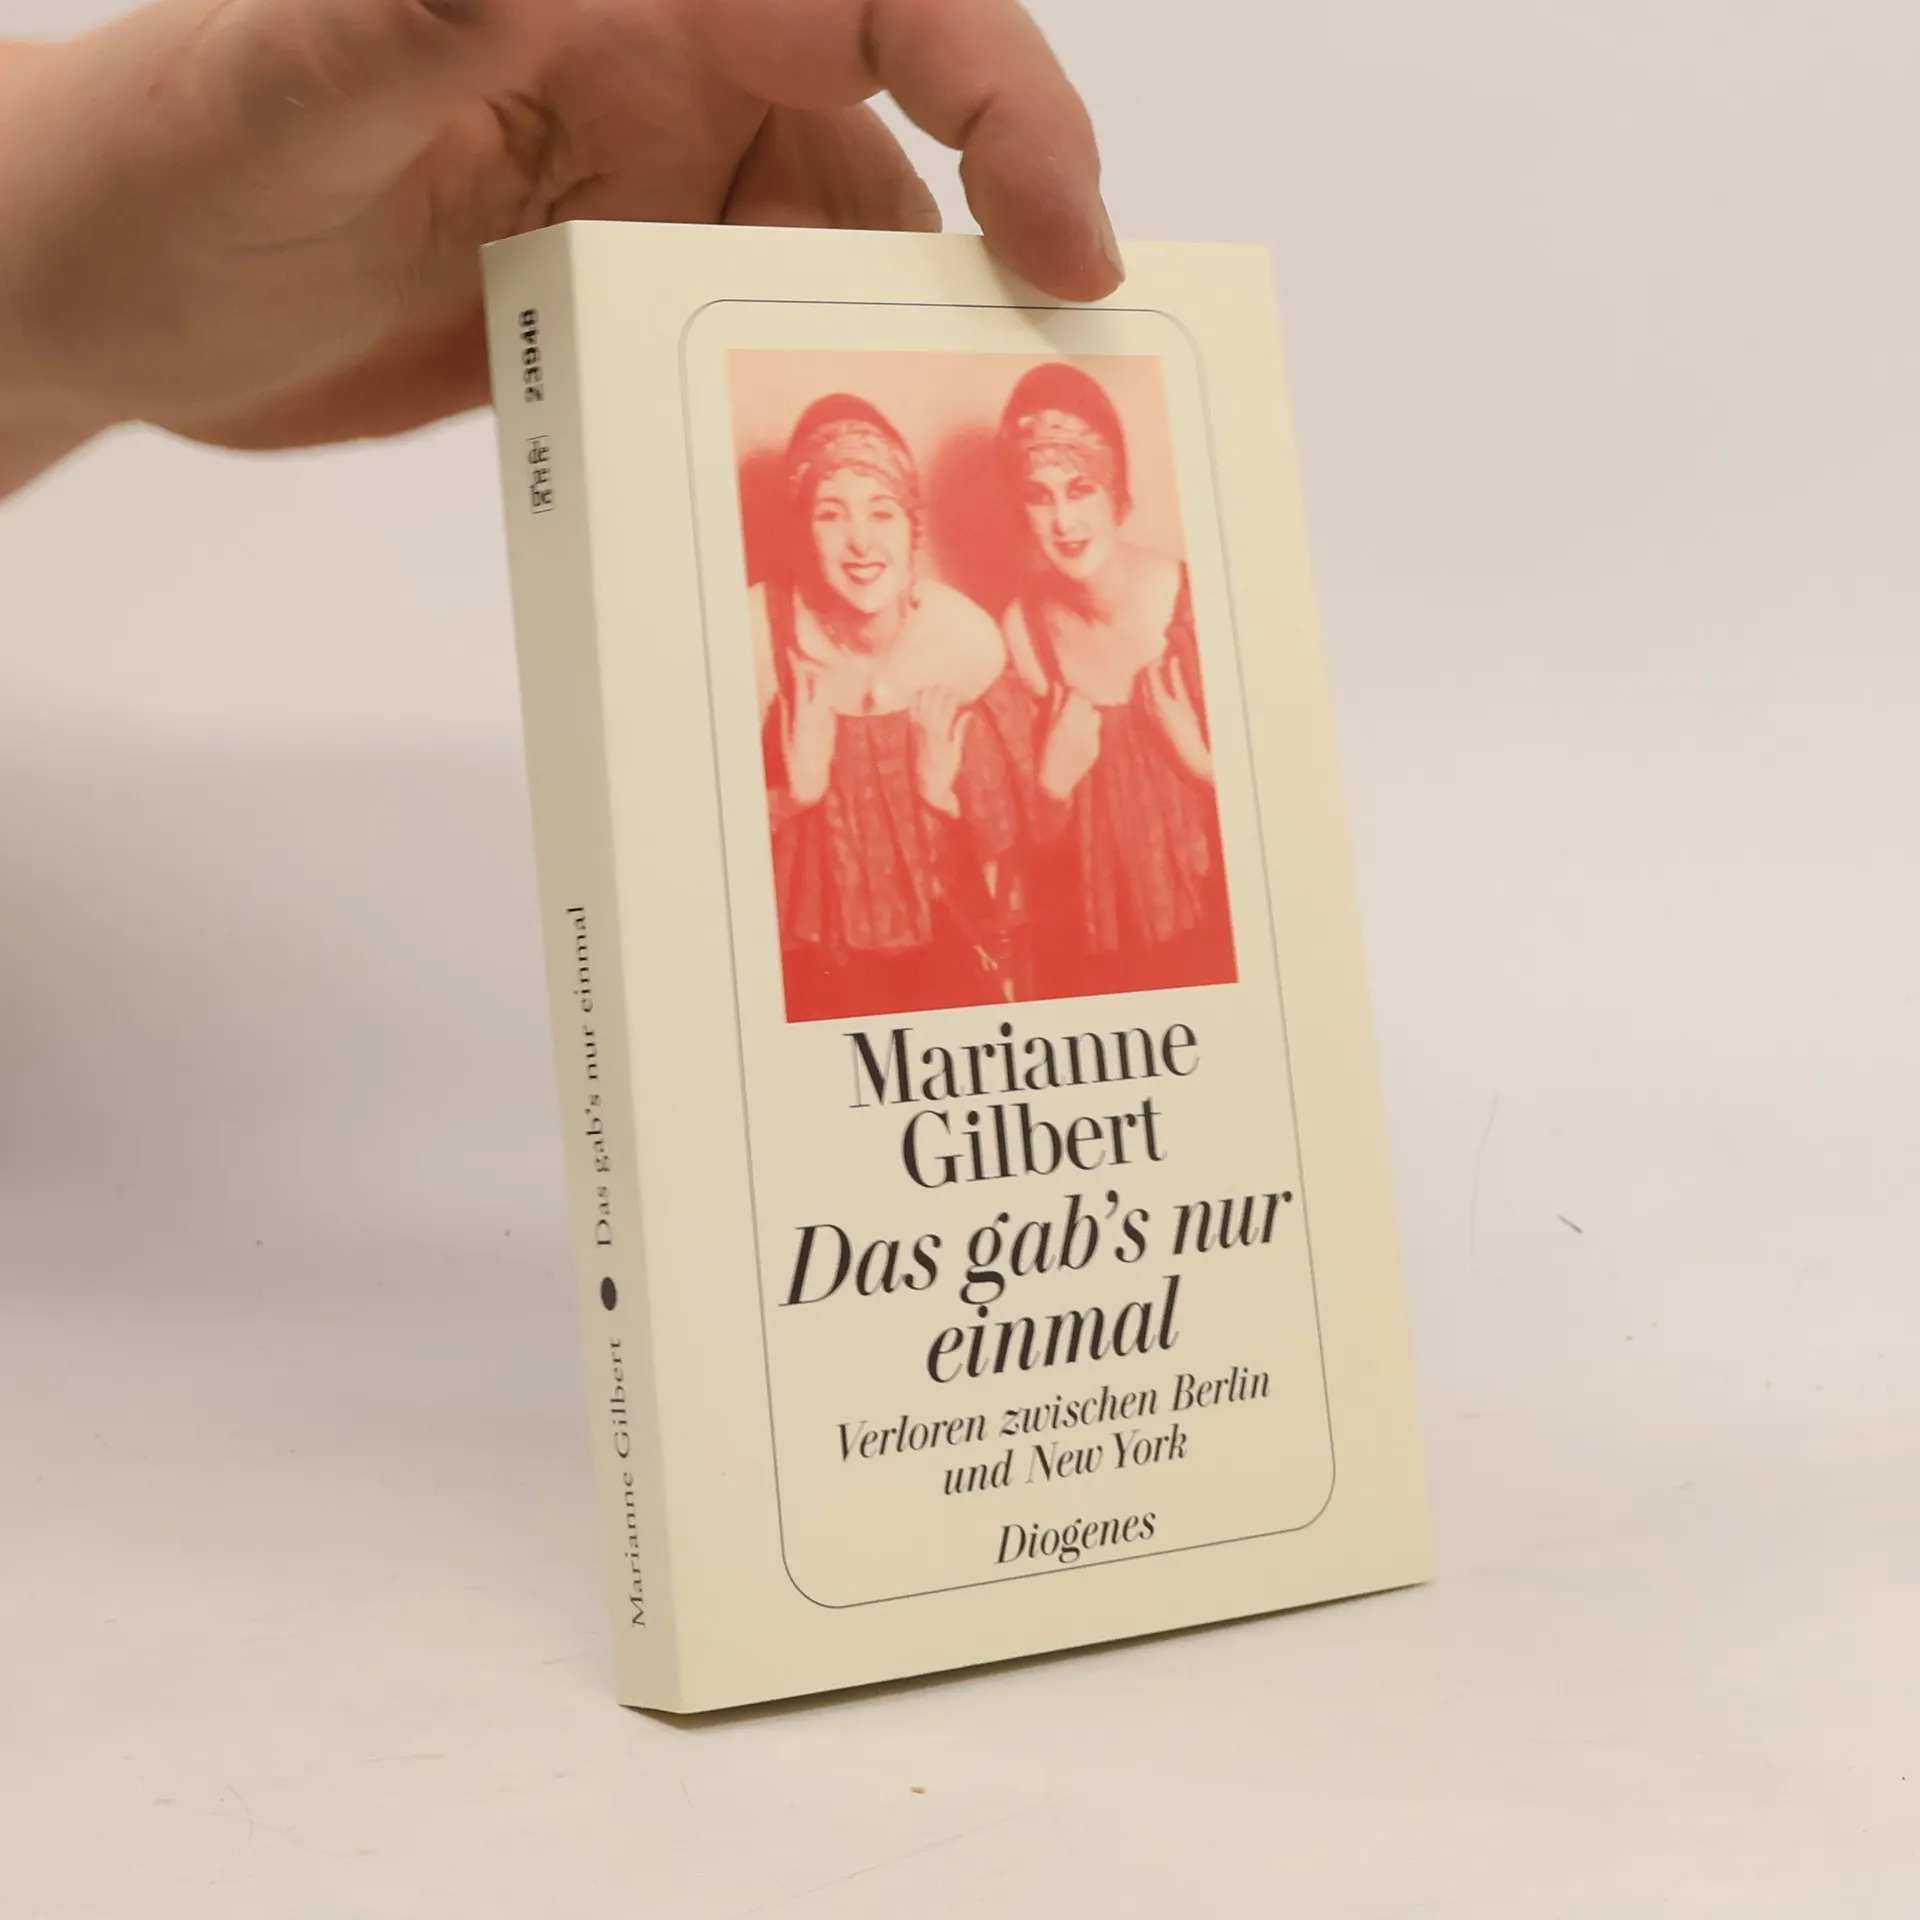 Marianne
Gilbert
Das gab's nur
einmal
Verloren zwischen Berlin
und New York
Diogenes
Marianne Gilbert ● Das gab's nur einmal
detebe
23948